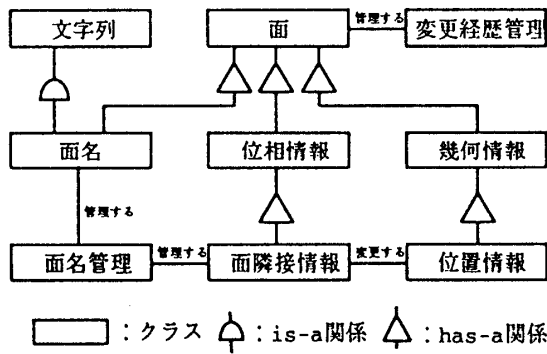 文字列
面
管理する
変更経歴管理
面名
位相情報
幾何情報
管理する
面名管理
管理する
面隣接情報
変更する
位置情報
：クラス ：is-a関係 ：has-a関係